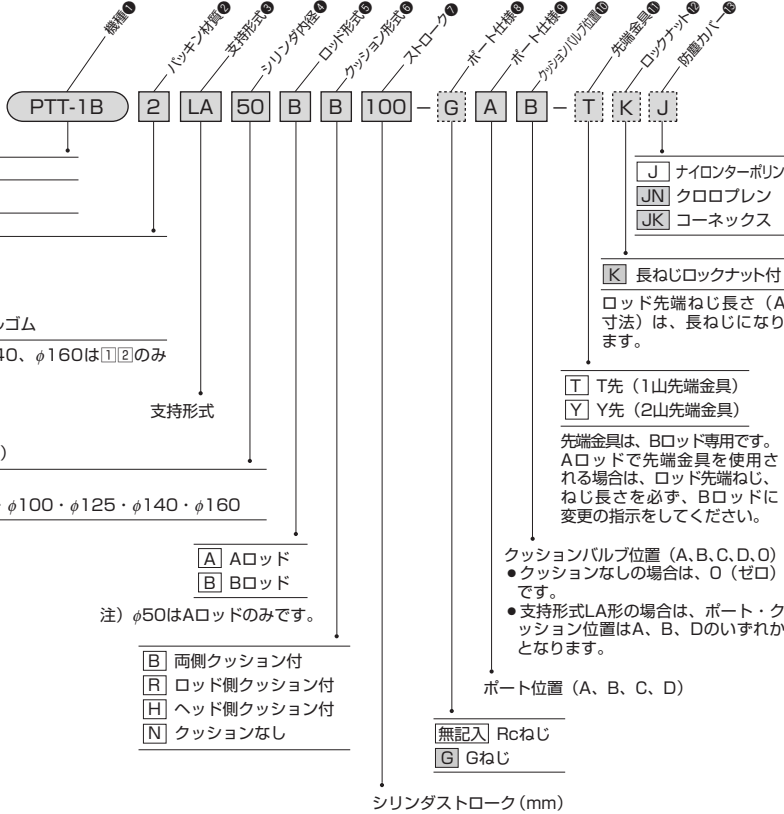 機種❶
パッキン材質❷
支持形式❸
シリンダ内径❹
ロッド形式❺
クッション形式❻
ストローク❼
ポート仕様❽
ポート仕様❾
クッションバルブ位置❿
先端金具⓫
ロックナット⓬
防塵カバー⓭
PTT-1B 2 LA 50 B B 100 − G A B − T K J
J ナイロンターポリン
JN クロロプレン
JK コーネックス
K 長ねじロックナット付
ロッド先端ねじ長さ（A
寸法）は、長ねじになり
ます。
ルゴム
40、φ160は12のみ
T T先（1山先端金具）
Y Y先（2山先端金具）
支持形式
先端金具は、Bロッド専用です。
Aロッドで先端金具を使用さ
れる場合は、ロッド先端ねじ、
ねじ長さを必ず、Bロッドに
変更の指示をしてください。
）
・φ100・φ125・φ140・φ160
A Aロッド
B Bロッド
注）φ50はAロッドのみです。
クッションバルブ位置（A、B、C、D、0）
●クッションなしの場合は、0（ゼロ）
です。
●支持形式LA形の場合は、ポート・ク
ッション位置はA、B、Dのいずれか
となります。
B 両側クッション付
R ロッド側クッション付
H ヘッド側クッション付
N クッションなし
ポート位置（A、B、C、D）
無記入 Rcねじ
G Gねじ
シリンダストローク（mm）